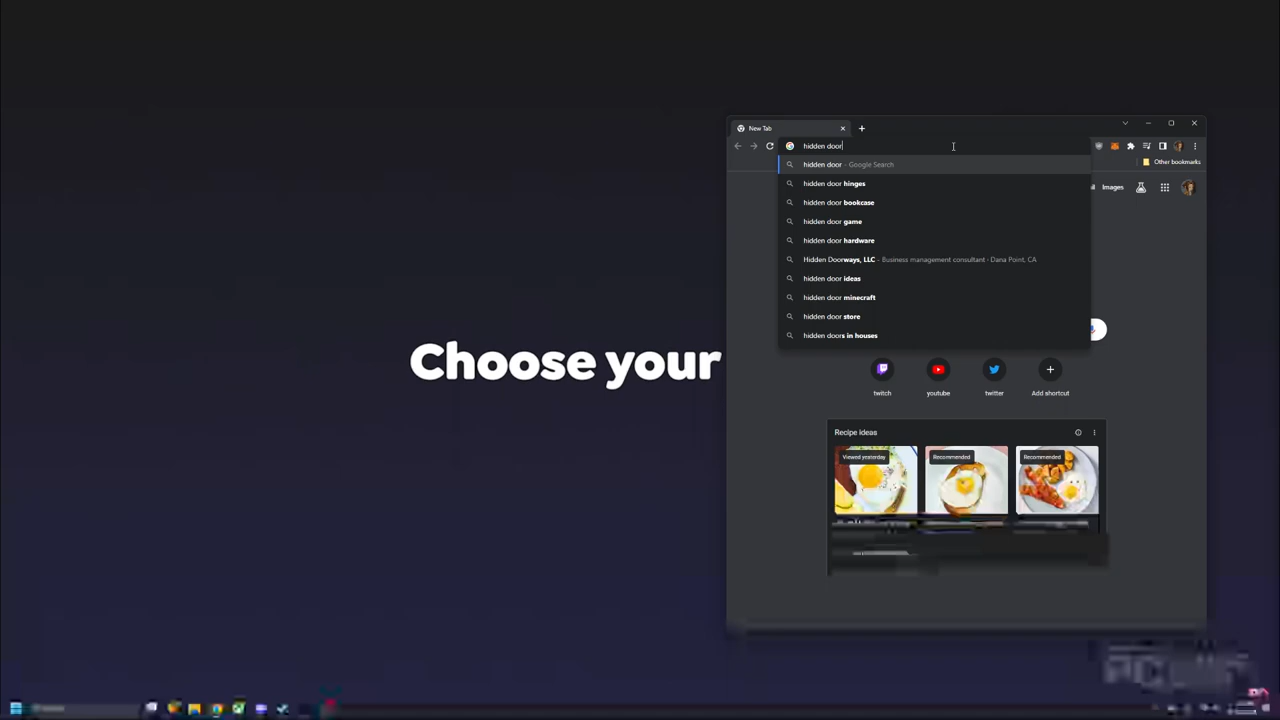 New Tab
hidden door
Other bookmarks
hidden door - Google Search
hidden door hinges
Images
hidden door bookcase
hidden door game
hidden door hardware
Hidden Doorways, LLC - Business management consultant - Dana Point, CA
hidden door ideas
hidden door minecraft
hidden door store
hidden doors in houses
Choose your
twitch
youtube
twitter
Add shortcut
Recipe ideas
Viewed yesterday
Recommended
Recommended